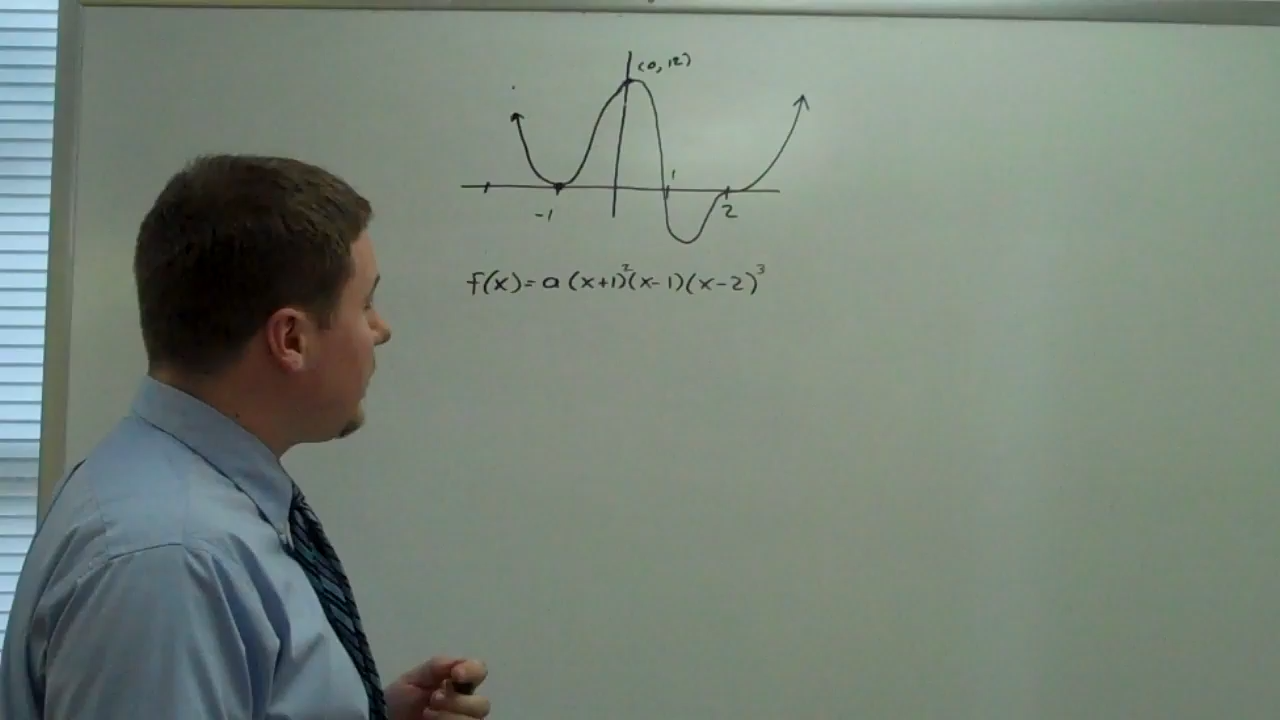 (0,12)
1
-1
2
f(x)=a(x+1)²(x-1)(x-2)³